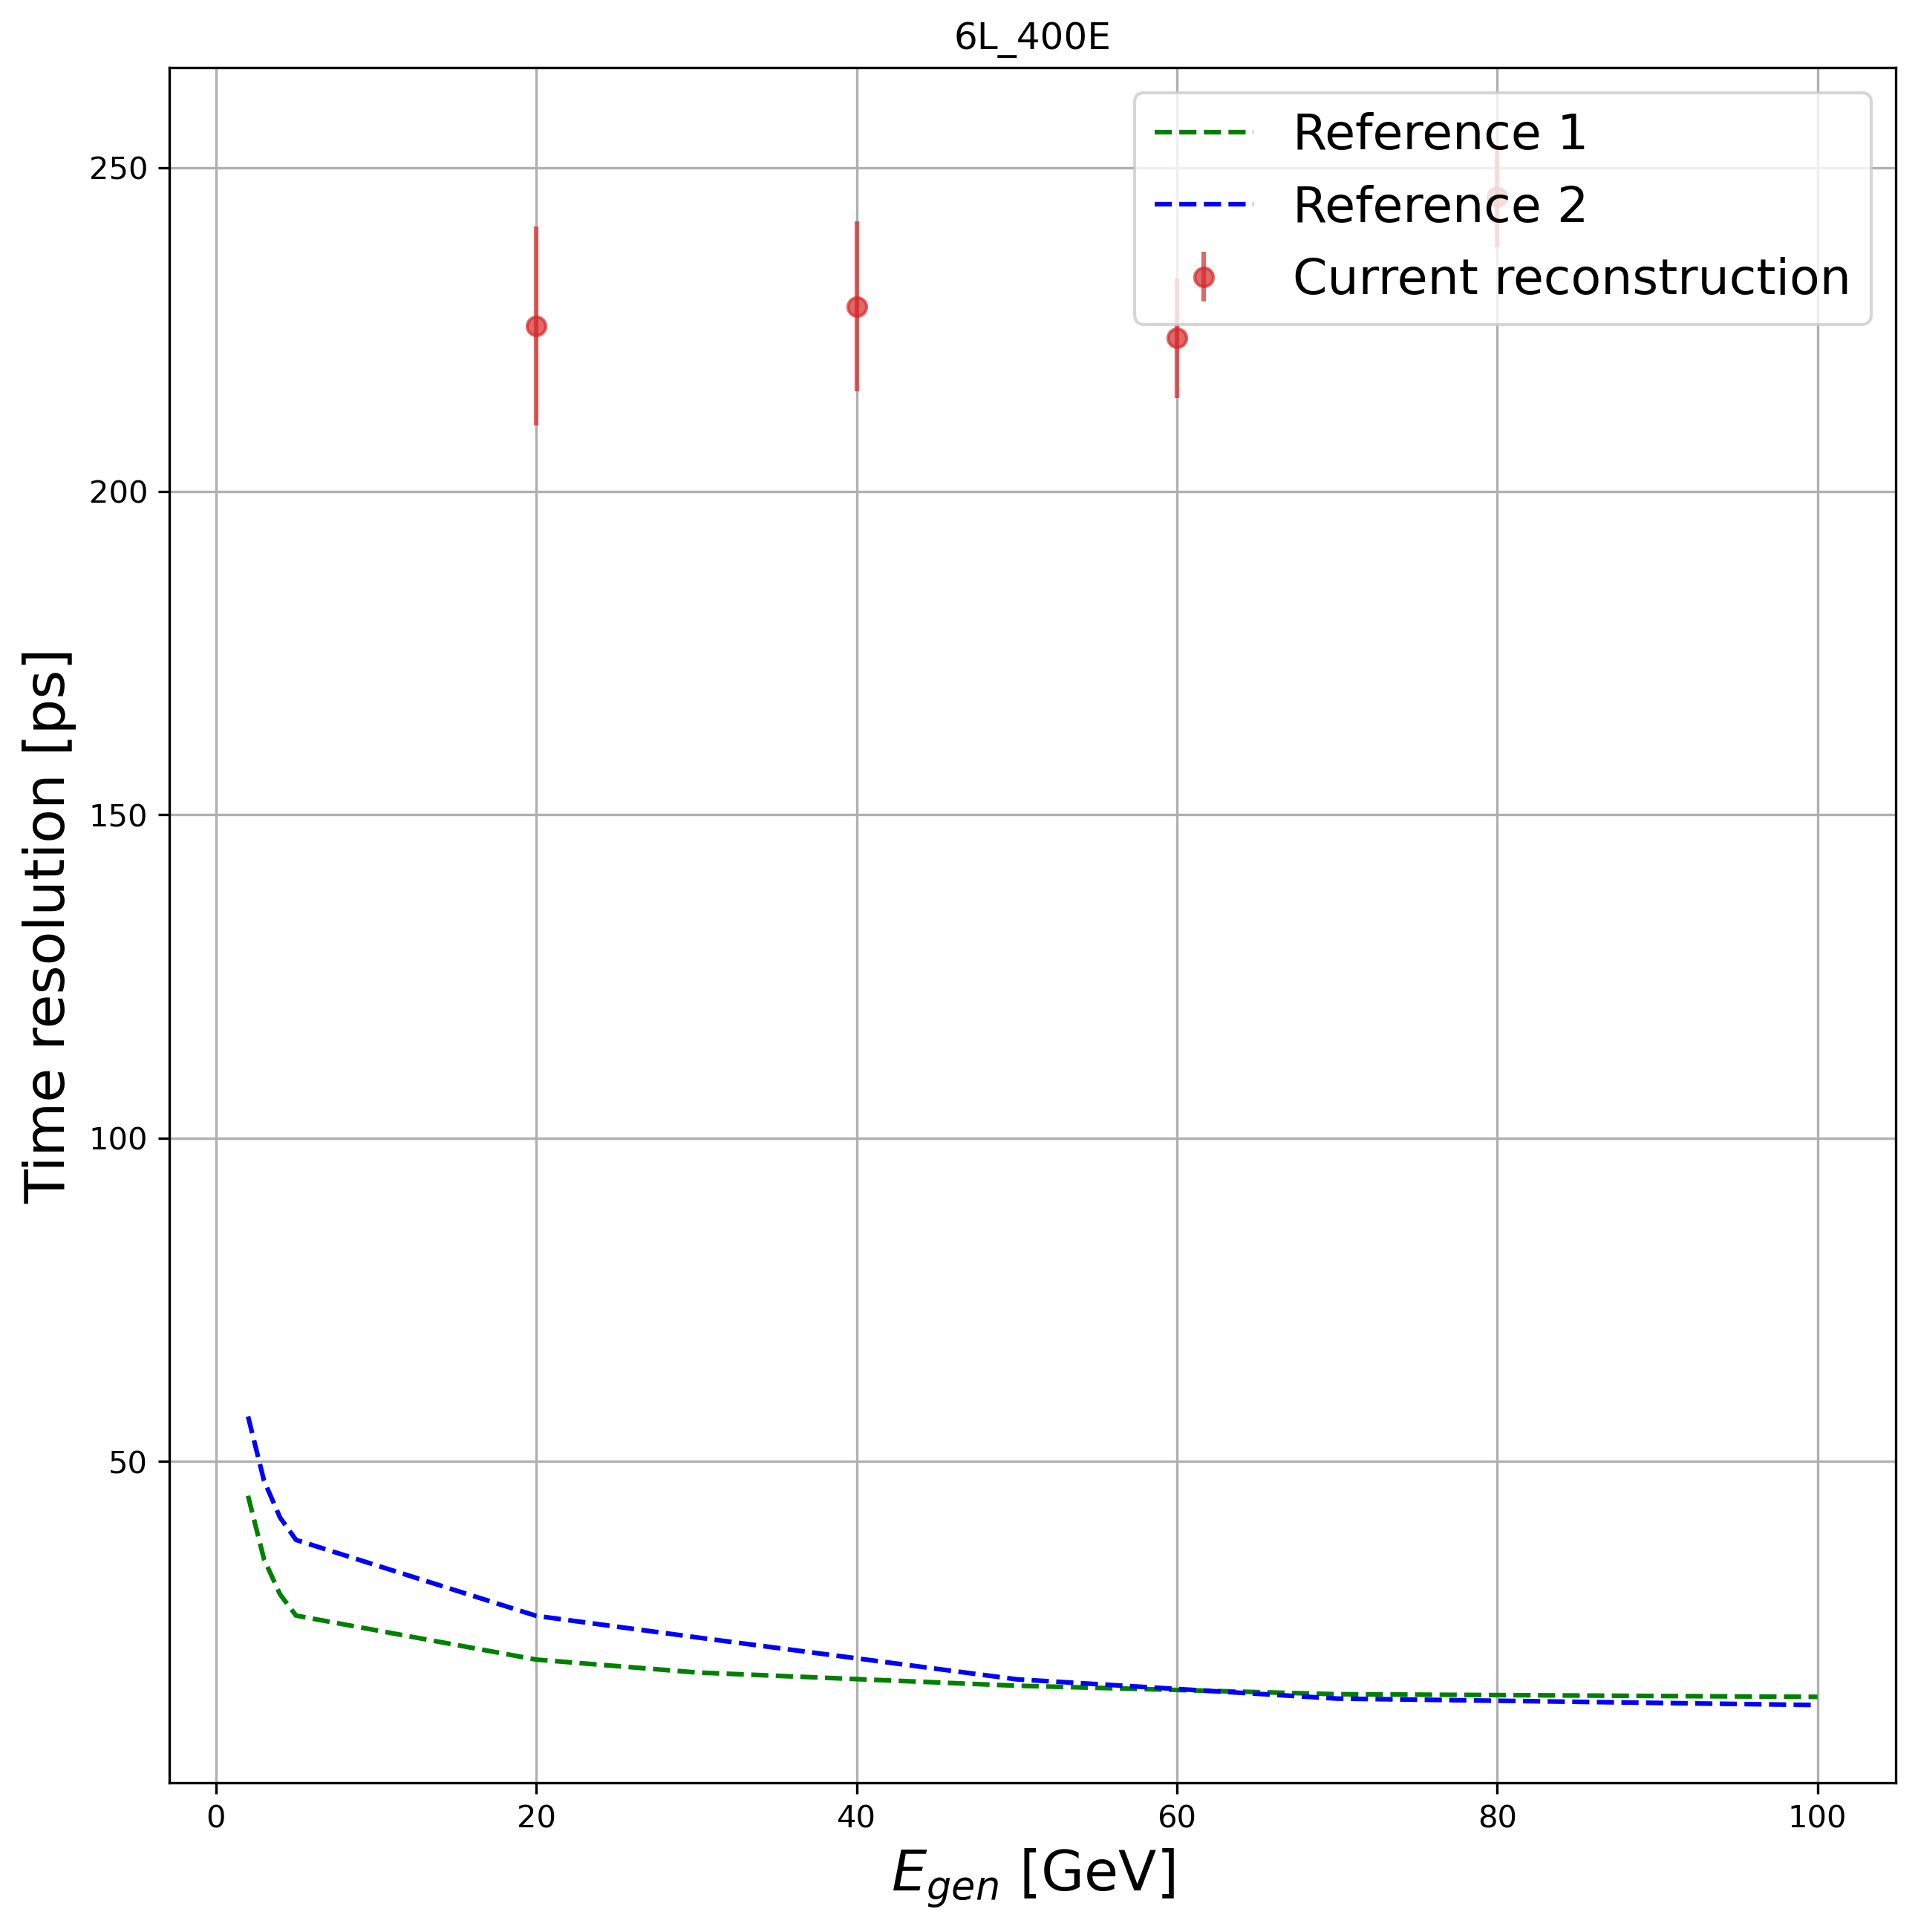 6L_400E
Reference 1
Reference 2
Current reconstruction
Time resolution [ps]
250
200
150
100
50
0 20 40 60 80 100
E_gen [GeV]